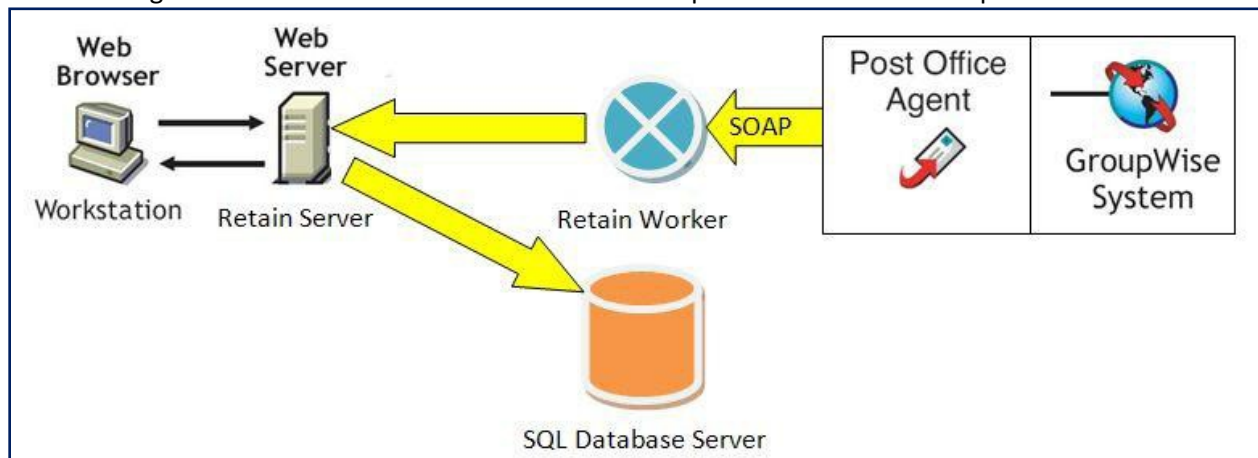 Web
Browser
Workstation
Web
Server
Retain Server
Retain Worker
SOAP
Post Office
Agent
GroupWise
System
SQL Database Server